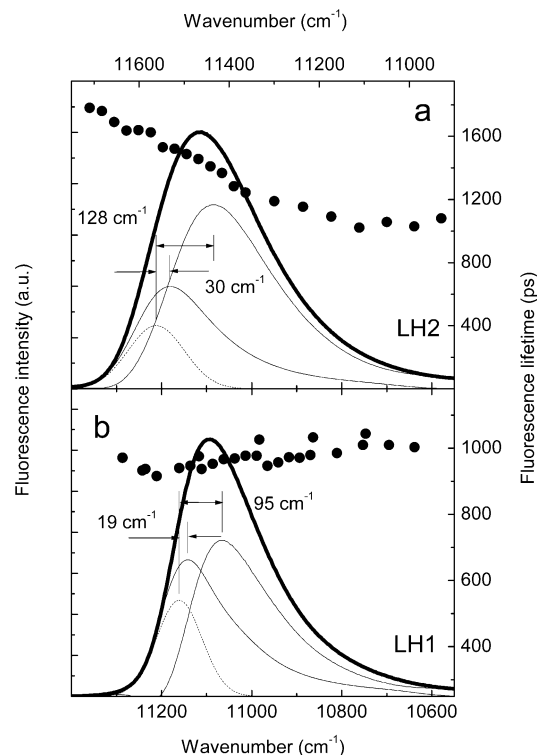 Wavenumber (cm⁻¹)
11600 11400 11200 11000
a
1600
1200
800
400
128 cm⁻¹
30 cm⁻¹
LH2
Fluorescence intensity (a.u.)
Fluorescence lifetime (ps)
b
1000
800
600
400
95 cm⁻¹
19 cm⁻¹
LH1
11200 11000 10800 10600
Wavenumber (cm⁻¹)